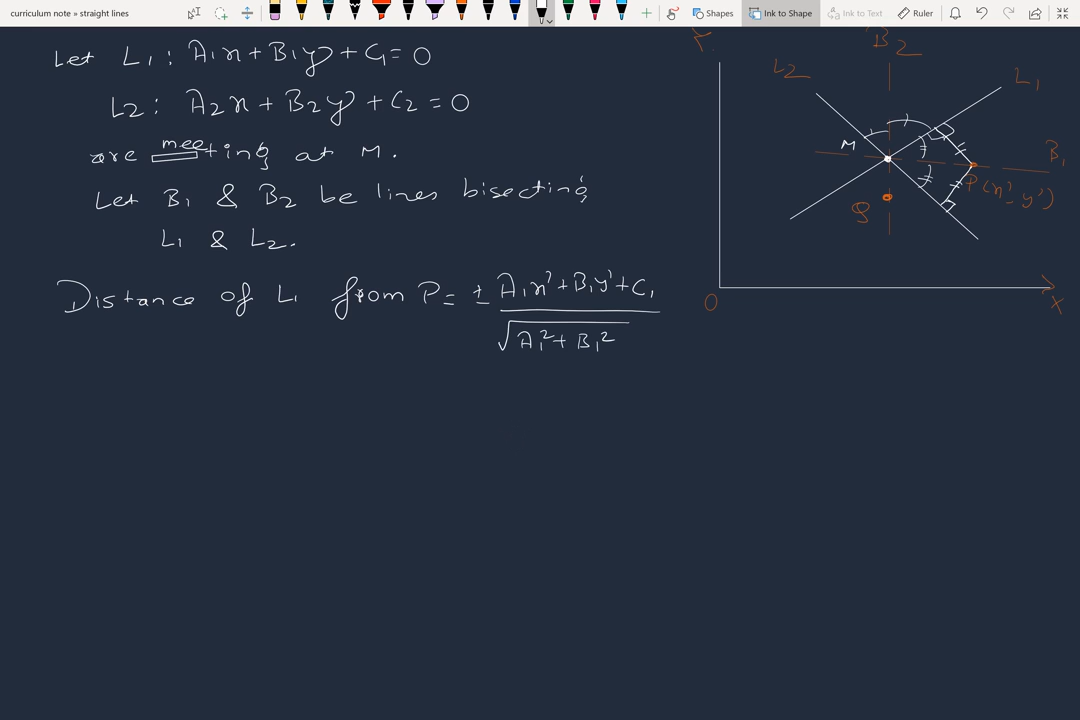 curriculum note » straight lines
Shapes
Ink to Shape
Ink to Text
Ruler
Let L₁ : A₁x + B₁y + C₁ = 0
L2 : A₂x + B₂y + C₂ = 0
are meeting at M.
Let B₁ & B₂ be lines bisecting
L₁ & L₂.
Distance of L₁ from P = ± A₁x' + B₁y' + C₁
√A₁² + B₁²
Y
B2
L2
L1
M
B1
P(x', y')
Q
O
X